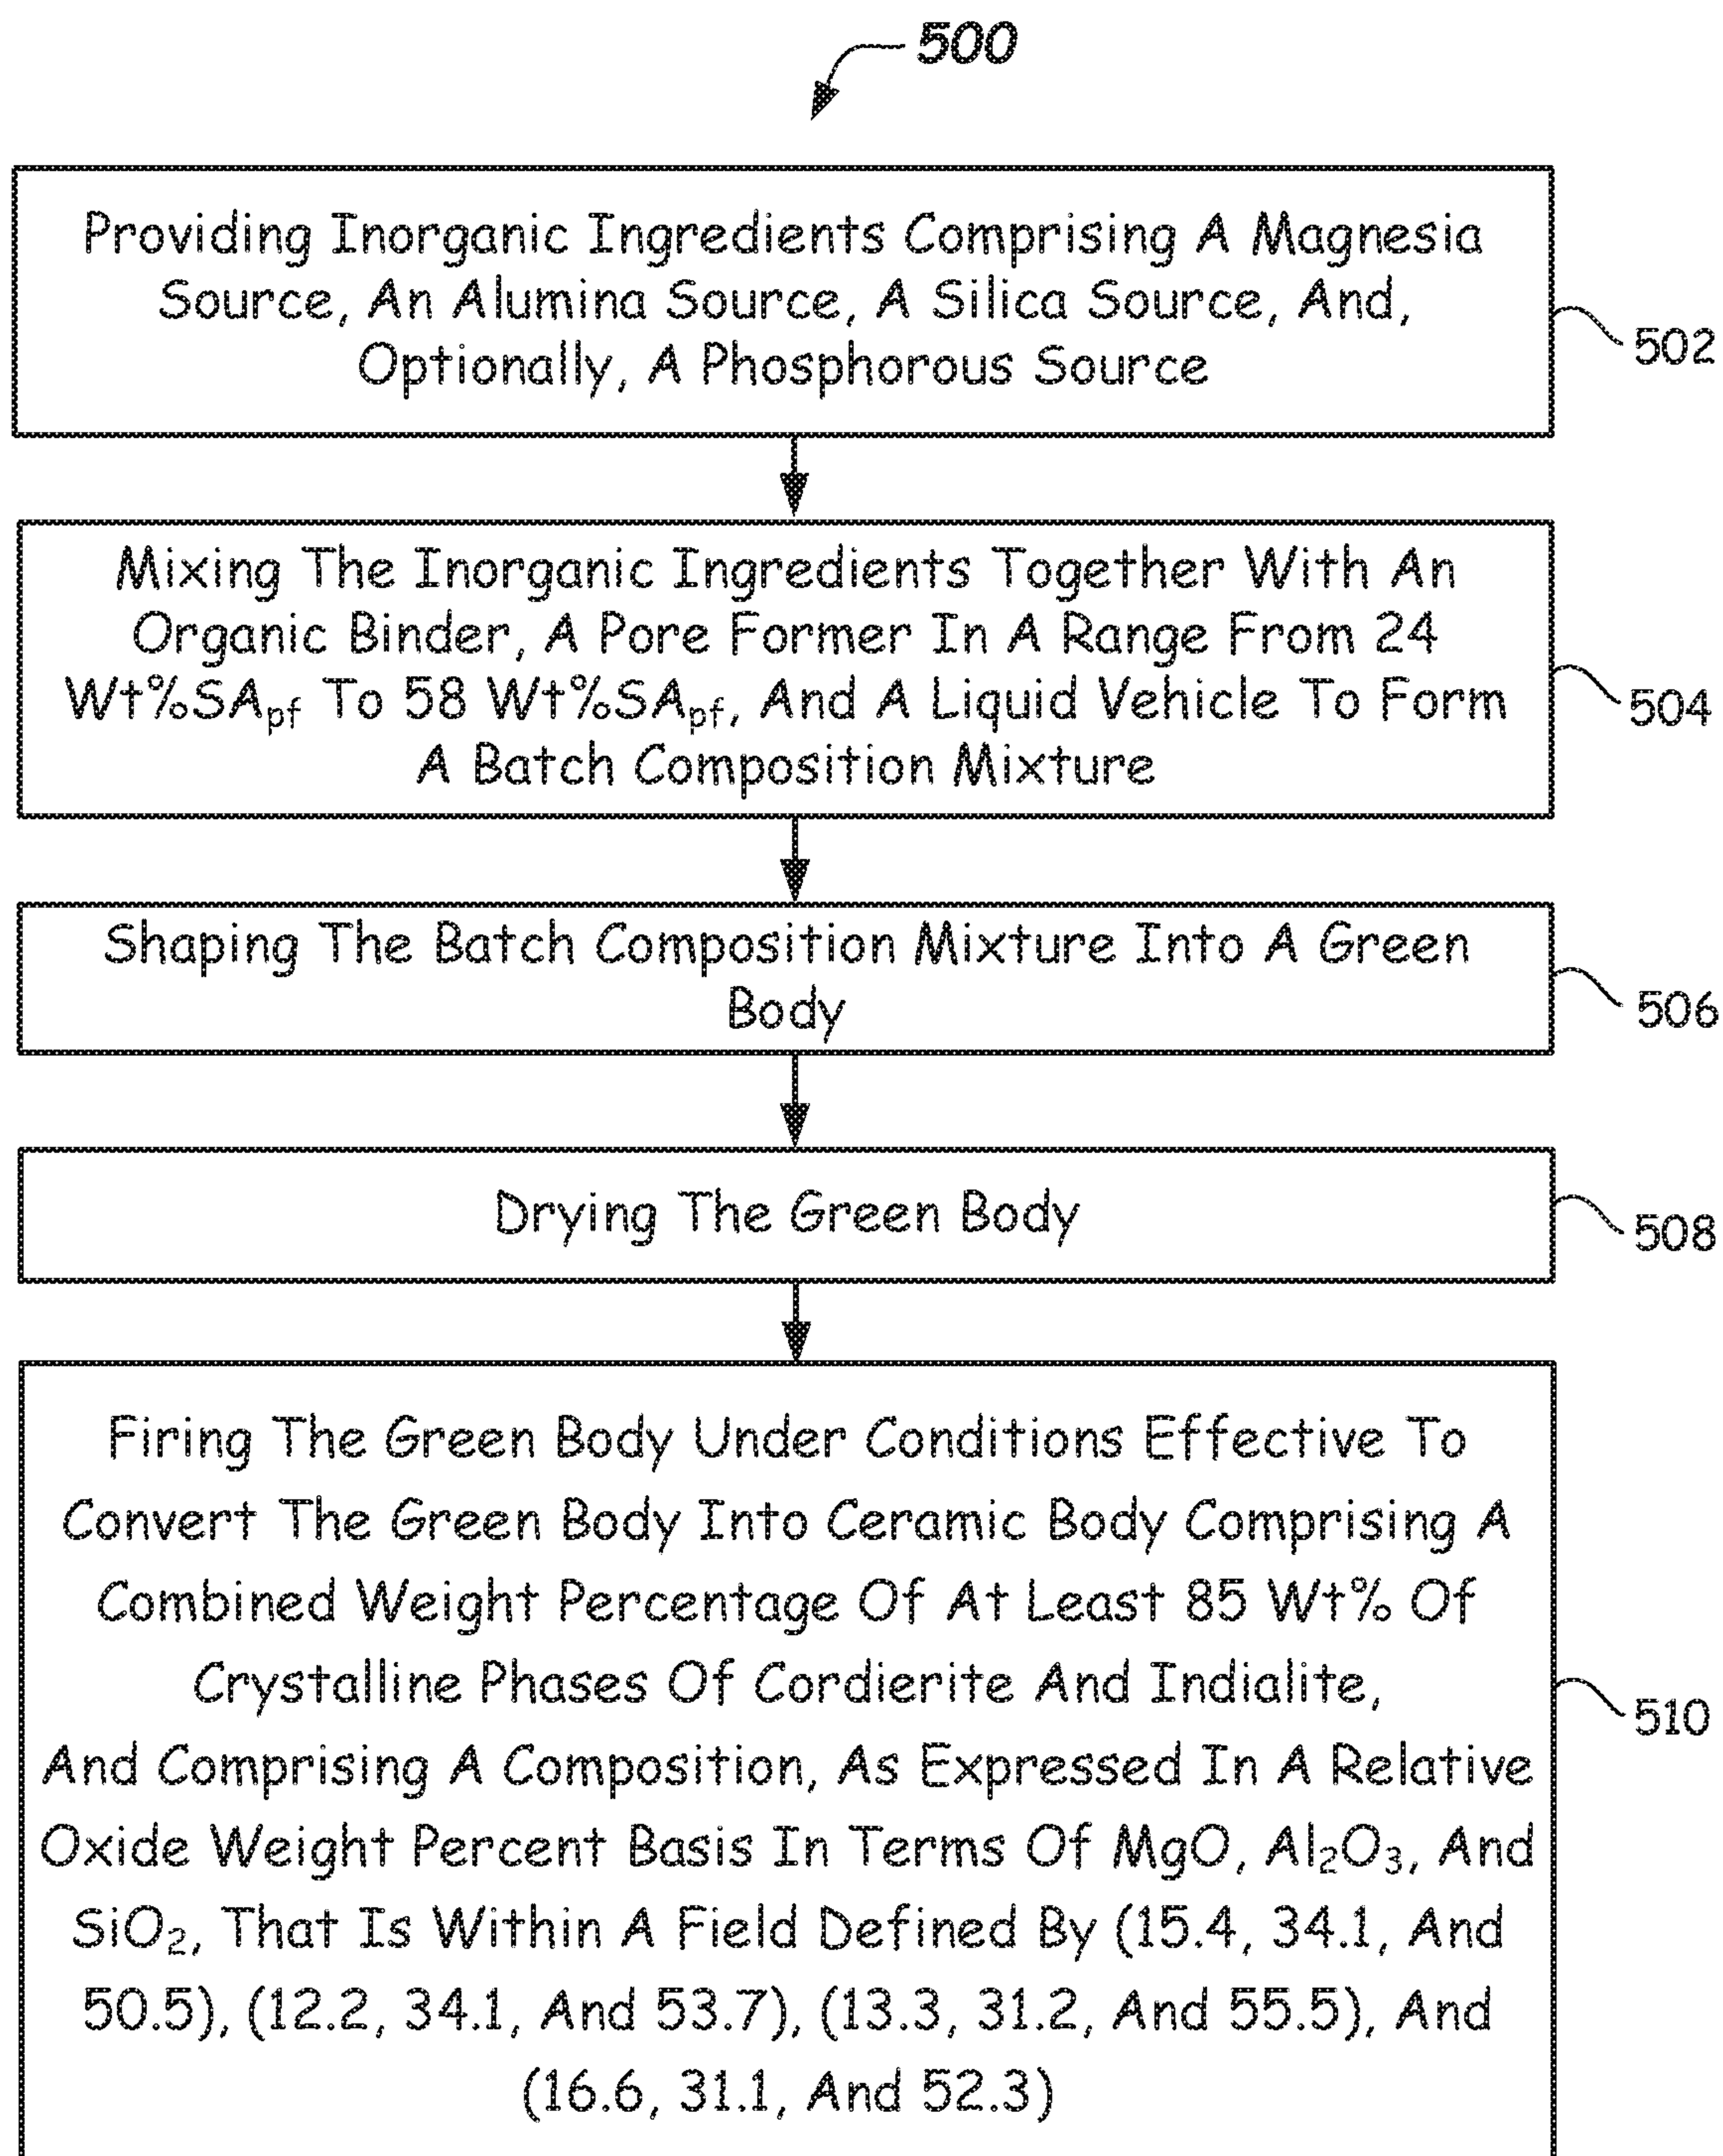 500
Providing Inorganic Ingredients Comprising A Magnesia
Source, An Alumina Source, A Silica Source, And,
Optionally, A Phosphorous Source
502
Mixing The Inorganic Ingredients Together With An
Organic Binder, A Pore Former In A Range From 24
Wt%SApf To 58 Wt%SApf, And A Liquid Vehicle To Form
A Batch Composition Mixture
504
Shaping The Batch Composition Mixture Into A Green
Body
506
Drying The Green Body
508
Firing The Green Body Under Conditions Effective To
Convert The Green Body Into Ceramic Body Comprising A
Combined Weight Percentage Of At Least 85 Wt% Of
Crystalline Phases Of Cordierite And Indialite,
And Comprising A Composition, As Expressed In A Relative
Oxide Weight Percent Basis In Terms Of MgO, Al₂O₃, And
SiO₂, That Is Within A Field Defined By (15.4, 34.1, And
50.5), (12.2, 34.1, And 53.7), (13.3, 31.2, And 55.5), And
(16.6, 31.1, And 52.3)
510